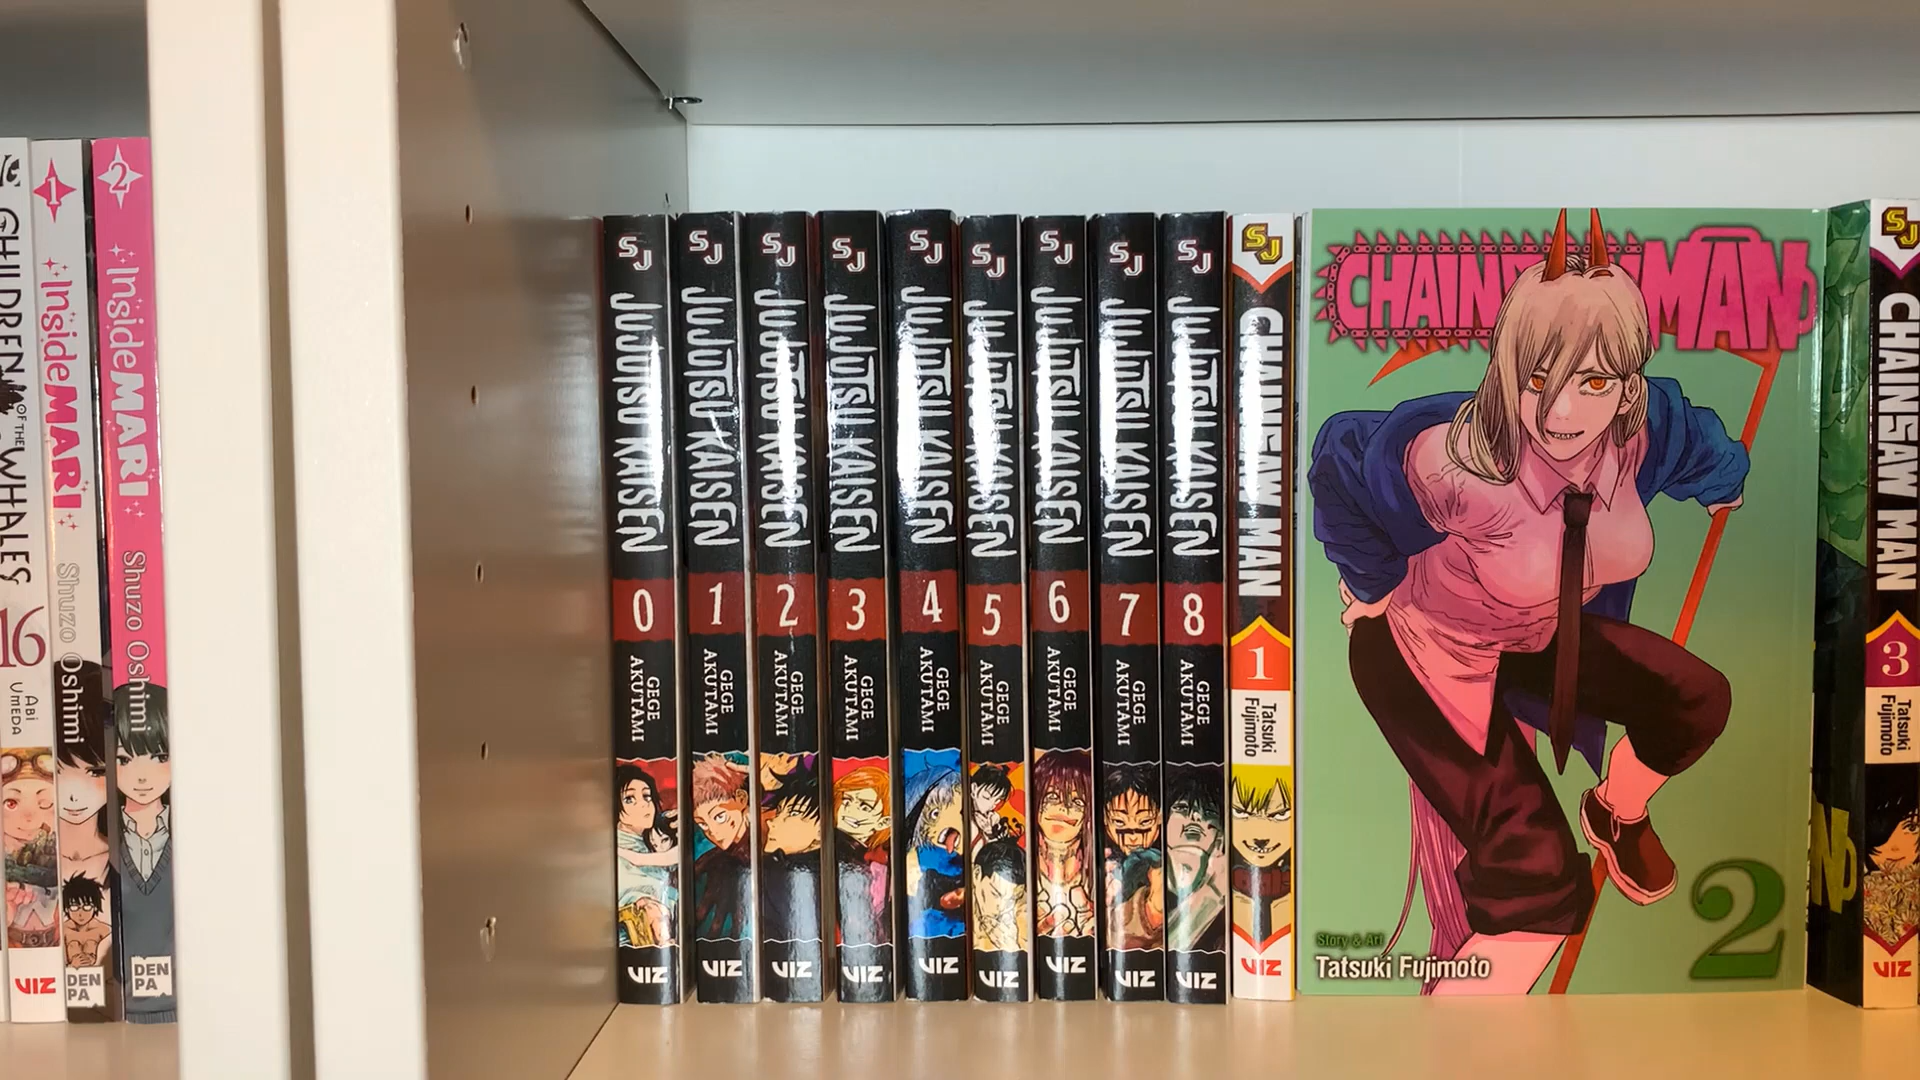 CHILDREN OF THE WHALES
16
ABI UMEDA
VIZ
1
Inside MARI
Shuzo Oshimi
DENPA
2
Inside MARI
Shuzo Oshimi
DENPA
SJ
JUJUTSU KAISEN
0
GEGE AKUTAMI
VIZ
SJ
JUJUTSU KAISEN
1
GEGE AKUTAMI
VIZ
SJ
JUJUTSU KAISEN
2
GEGE AKUTAMI
VIZ
SJ
JUJUTSU KAISEN
3
GEGE AKUTAMI
VIZ
SJ
JUJUTSU KAISEN
4
GEGE AKUTAMI
VIZ
SJ
JUJUTSU KAISEN
5
GEGE AKUTAMI
VIZ
SJ
JUJUTSU KAISEN
6
GEGE AKUTAMI
VIZ
SJ
JUJUTSU KAISEN
7
GEGE AKUTAMI
VIZ
SJ
JUJUTSU KAISEN
8
GEGE AKUTAMI
VIZ
SJ
CHAINSAW MAN
1
Tatsuki Fujimoto
VIZ
CHAINSAW MAN
2
Story & Art
Tatsuki Fujimoto
SJ
CHAINSAW MAN
3
Tatsuki Fujimoto
VIZ